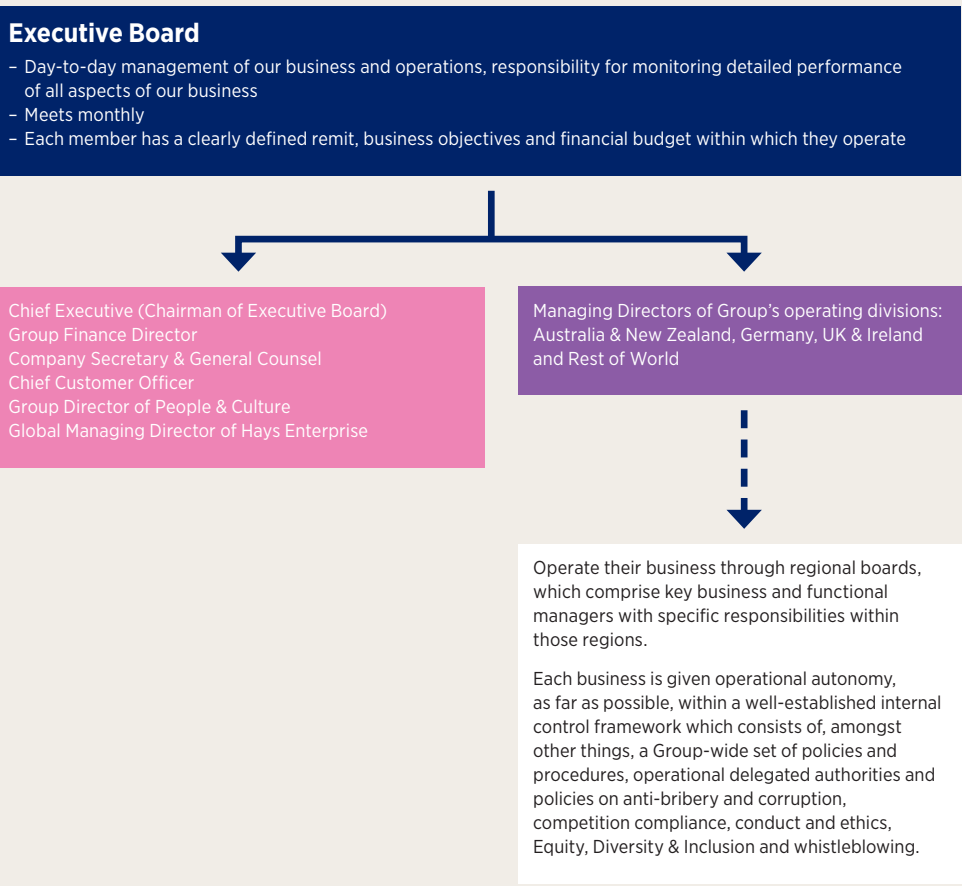 Executive Board
– Day-to-day management of our business and operations, responsibility for monitoring detailed performance
of all aspects of our business
– Meets monthly
– Each member has a clearly defined remit, business objectives and financial budget within which they operate
Chief Executive (Chairman of Executive Board)
Group Finance Director
Company Secretary & General Counsel
Chief Customer Officer
Group Director of People & Culture
Global Managing Director of Hays Enterprise
Managing Directors of Group’s operating divisions:
Australia & New Zealand, Germany, UK & Ireland
and Rest of World
Operate their business through regional boards,
which comprise key business and functional
managers with specific responsibilities within
those regions.
Each business is given operational autonomy,
as far as possible, within a well-established internal
control framework which consists of, amongst
other things, a Group-wide set of policies and
procedures, operational delegated authorities and
policies on anti-bribery and corruption,
competition compliance, conduct and ethics,
Equity, Diversity & Inclusion and whistleblowing.